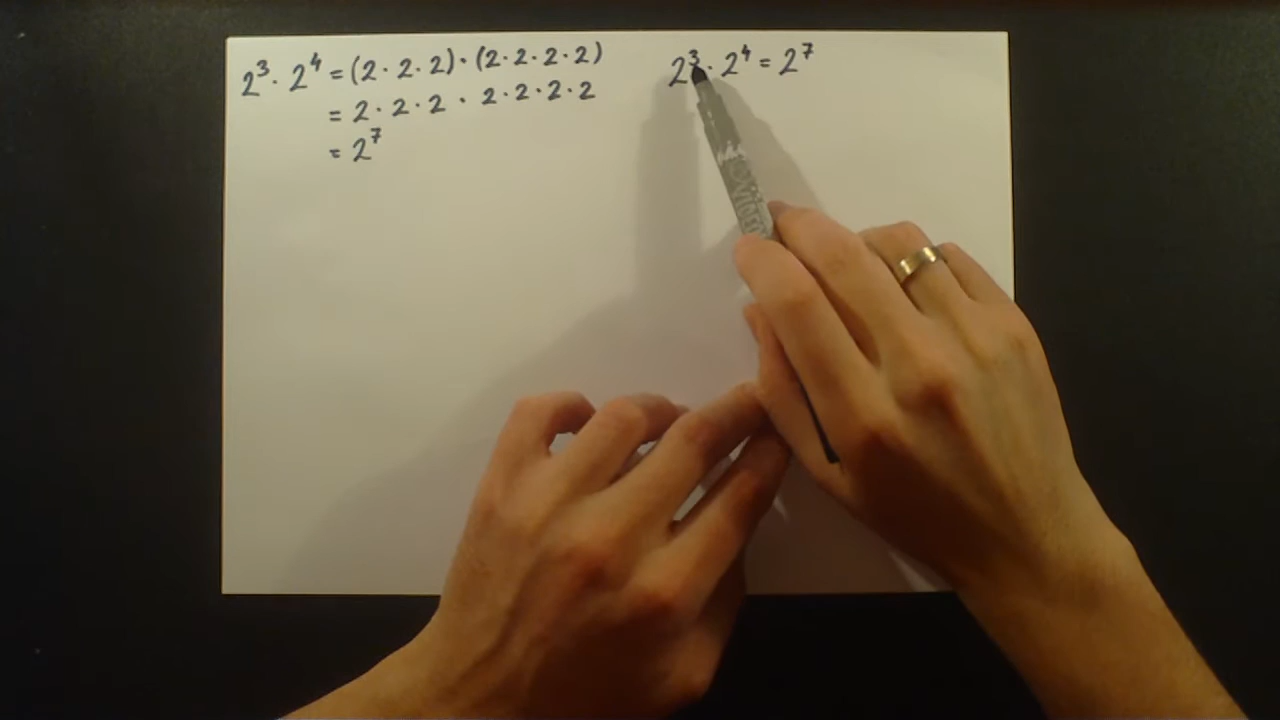 2³ · 2⁴ = (2 · 2 · 2) · (2 · 2 · 2 · 2)
= 2 · 2 · 2 · 2 · 2 · 2 · 2
= 2⁷
2³ · 2⁴ = 2⁷